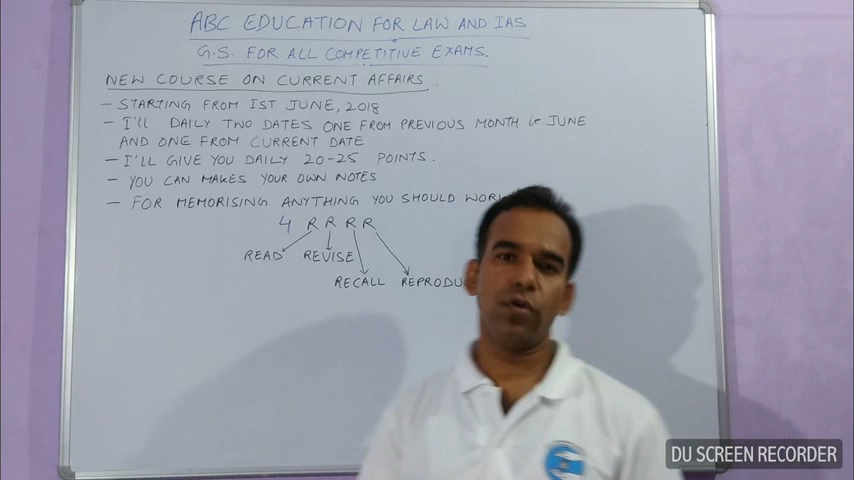 ABC EDUCATION FOR LAW AND IAS
G.S. FOR ALL COMPETITIVE EXAMS.
NEW COURSE ON CURRENT AFFAIRS :
- STARTING FROM IST JUNE, 2018
- I'LL DAILY TWO DATES ONE FROM PREVIOUS MONTH i.e JUNE
AND ONE FROM CURRENT DATE
- I'LL GIVE YOU DAILY 20-25 POINTS.
- YOU CAN MAKES YOUR OWN NOTES
- FOR MEMORISING ANYTHING YOU SHOULD WORK
4 R R R R
READ REVISE
RECALL REPRODU
DU SCREEN RECORDER